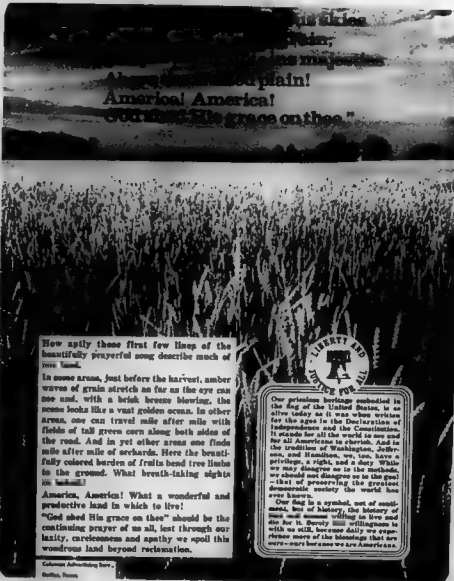 skies
majesties
plain!
America! America!
God shed His grace on thee."
How aptly those first few lines of the
beautifully prayerful song describe much of
In some areas, just before the harvest, amber
waves of grain stretch as far as the eye can
see and, with a brisk breeze blowing, the
scene looks like a vast golden ocean. In other
areas, one can travel mile after mile with
fields of tall green corn along both sides of
the road. And in yet other areas one finds
mile after mile of orchards. Here the beauti-
fully colored burden of fruits bend tree limbs
to the ground. What breath-taking sights
America, America! What a wonderful and
productive land in which to live!
"God shed His grace on thee" should be the
continuing prayer of us all, lest through our
laxity, carelessness and apathy we spoil this
wondrous land beyond reclamation.
Coleman Advertising Serv.
Dallas, Texas
LIBERTY AND
JUSTICE FOR ALL
Our priceless heritage embodied in
the flag of the United States, is as
alive today as it was when written
for the ages in the Declaration of
Independence and the Constitution.
It stands for all the world to see and
for all Americans to cherish. And in
the tradition of Washington, Jeffer-
son, and Hamilton, we, too, have a
privilege, a right, and a duty. While
we may disagree as to the methods,
we should not disagree as to the goal
—that of preserving the greatest
democratic society the world has
ever known.
Our flag is a symbol, not of senti-
ment, but of history, the history of
men and women willing to live and
die for it. Surely willingness is
with us still, because daily we expe-
rience more of the blessings that are
ours—ours because we are Americans.